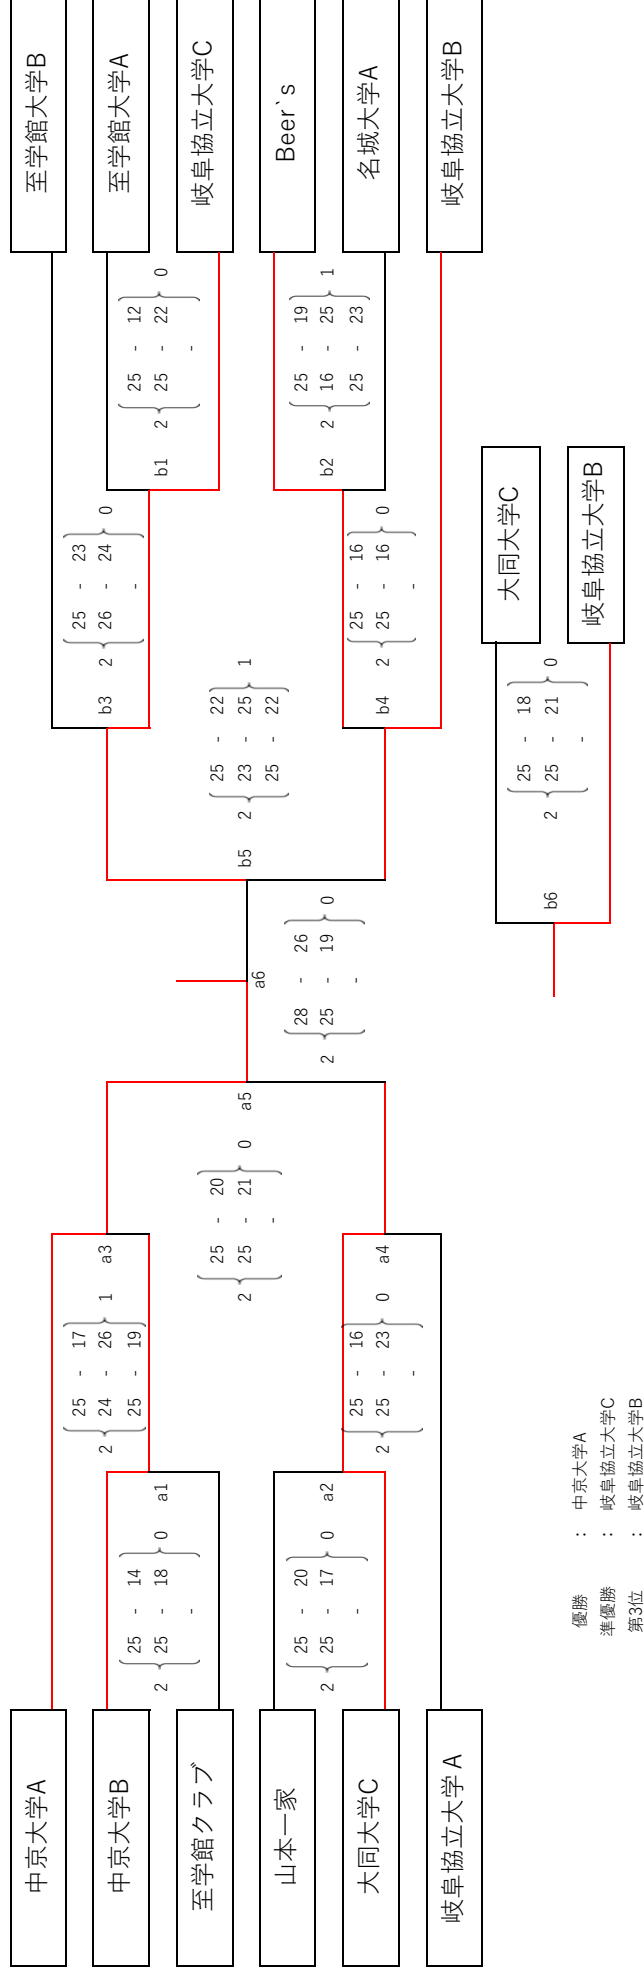 中京大学A 至学館大学B
25 - 17 25 - 23
2 24 - 26 1 a3 b3 2 26 - 24 0
中京大学B 至学館大学A
25 - 14 25 - 19 - 25 - 12
2 25 - 18 0 a1 b1 2 25 - 22 0
- -
至学館クラブ 岐阜協立大学C
25 - 20 25 - 22
2 25 - 21 0 a5 b5 2 23 - 25 1
a6
- 25 - 22
山本一家 Beer`s
25 - 20 28 - 26 25 - 19
2 25 - 17 0 a2 2 25 - 19 0 b2 2 16 - 25 1
- 25 - 16 - 25 - 16 25 - 23
大同大学C 名城大学A
2 25 - 23 0 a4 b4 2 25 - 16 0
- -
岐阜協立大学A 岐阜協立大学B
大同大学C
25 - 18
b6 2 25 - 21 0
-
岐阜協立大学B
優勝 : 中京大学A
準優勝 : 岐阜協立大学C
第3位 : 岐阜協立大学B